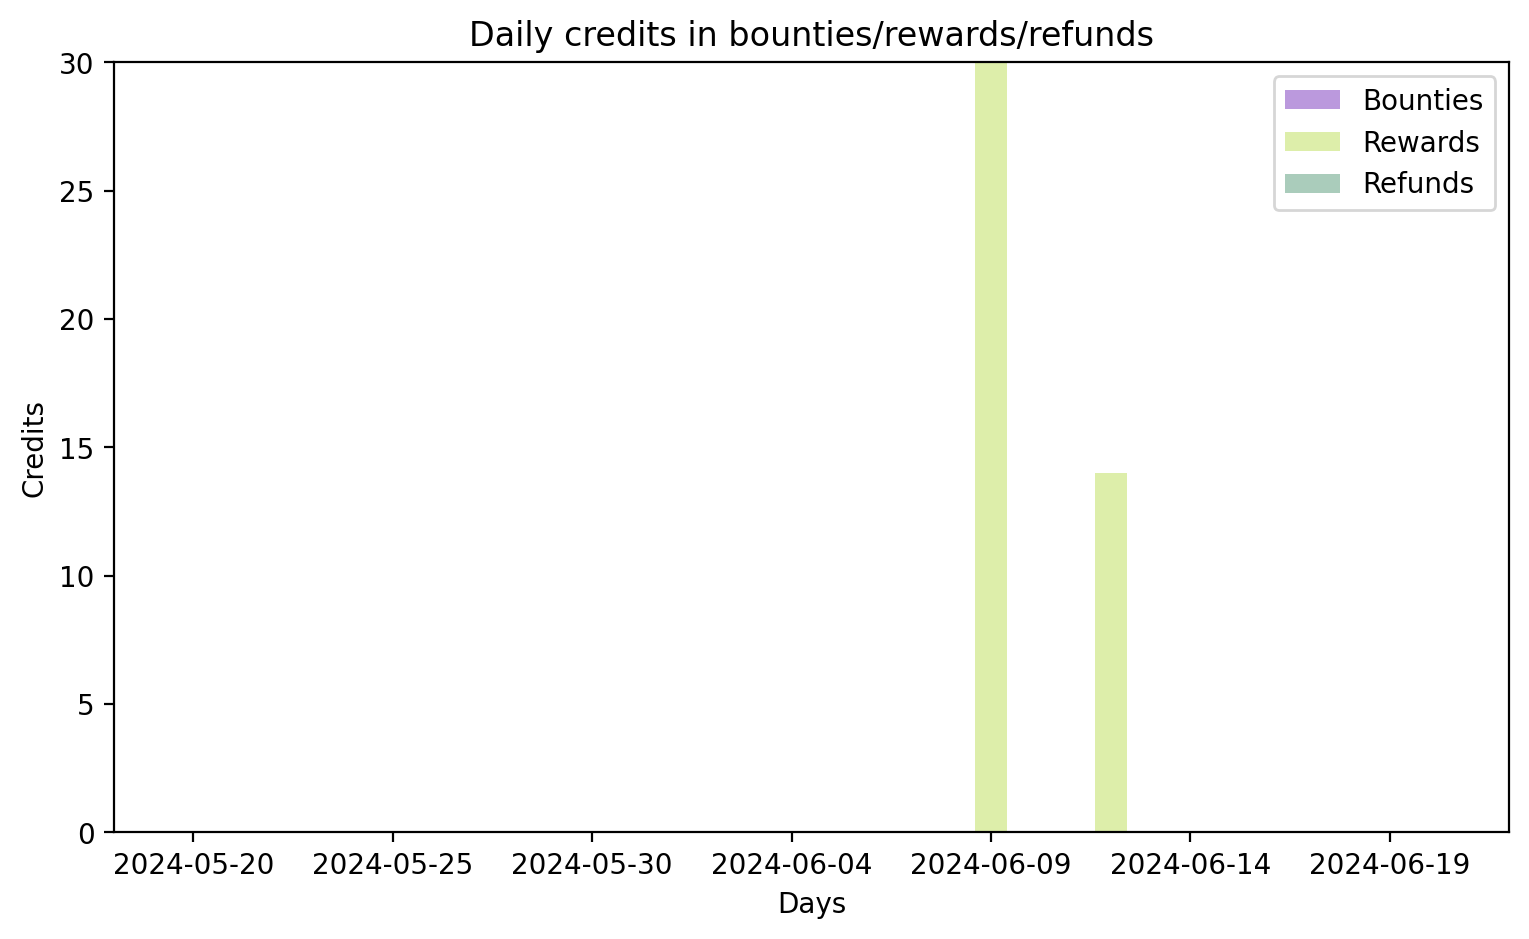 Daily credits in bounties/rewards/refunds
30
25
20
15
10
5
0
Credits
Bounties
Rewards
Refunds
2024-05-20 2024-05-25 2024-05-30 2024-06-04 2024-06-09 2024-06-14 2024-06-19
Days